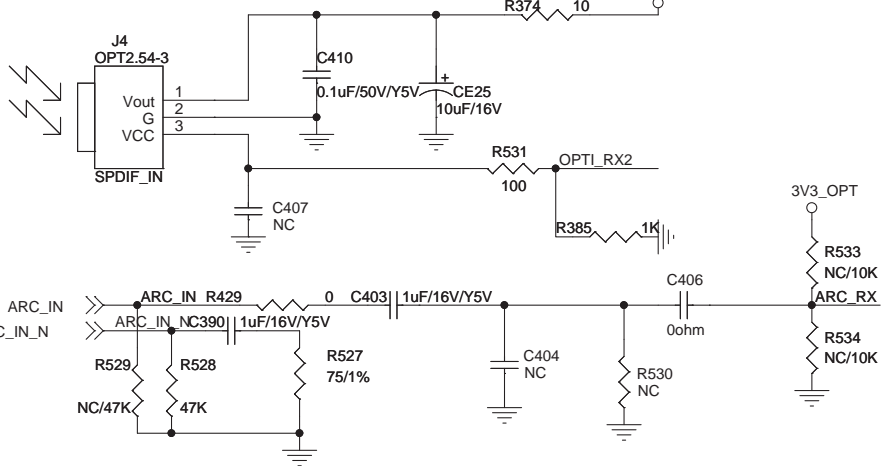 R374 10
J4
OPT2.54-3
C410
0.1uF/50V/Y5V
+
CE25
10uF/16V
Vout 1
G 2
VCC 3
SPDIF_IN
R531
100
OPTI_RX2
C407
NC
R385 1K
3V3_OPT
R533
NC/10K
ARC_IN
ARC_IN R429 0 C403 1uF/16V/Y5V
C406
0ohm
ARC_RX
C_IN_N
ARC_IN_N C390 1uF/16V/Y5V
R529
NC/47K
R528
47K
R527
75/1%
C404
NC
R530
NC
R534
NC/10K